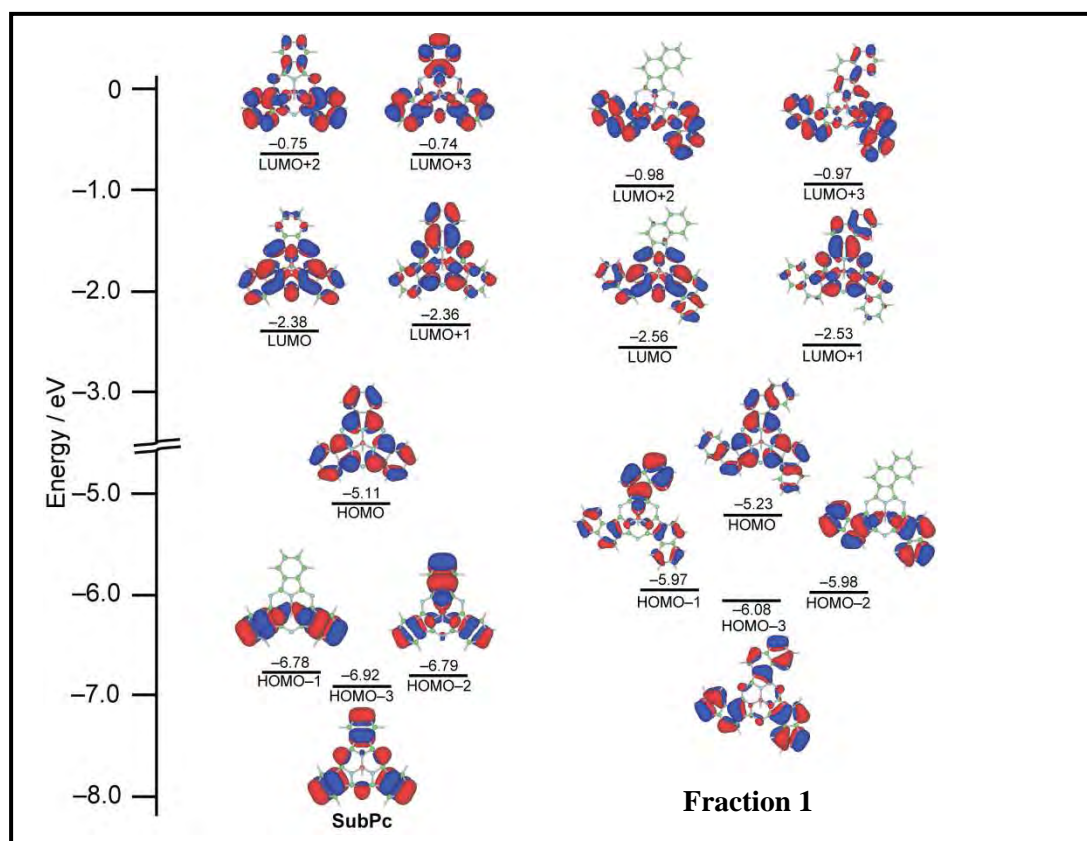 Energy / eV
0
–1.0
–2.0
–3.0
–5.0
–6.0
–7.0
–8.0
–0.75
LUMO+2
–0.74
LUMO+3
–2.38
LUMO
–2.36
LUMO+1
–5.11
HOMO
–6.78
HOMO–1
–6.92
HOMO–3
–6.79
HOMO–2
SubPc
–0.98
LUMO+2
–0.97
LUMO+3
–2.56
LUMO
–2.53
LUMO+1
–5.23
HOMO
–5.97
HOMO–1
–6.08
HOMO–3
–5.98
HOMO–2
Fraction 1